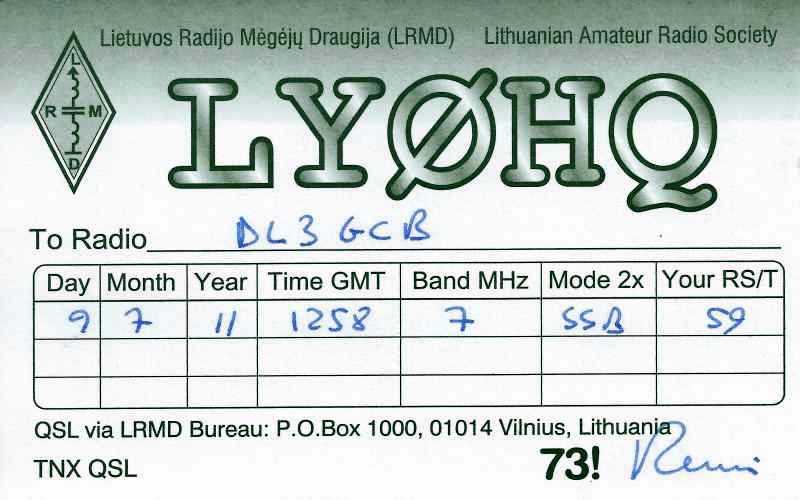 Lietuvos Radijo Mėgėjų Draugija (LRMD) Lithuanian Amateur Radio Society
L
R M
D
LYØHQ
To Radio DL3GCB
Day Month Year Time GMT Band MHz Mode 2x Your RS/T
9 7 11 1258 7 SSB 59
QSL via LRMD Bureau: P.O.Box 1000, 01014 Vilnius, Lithuania
TNX QSL 73!